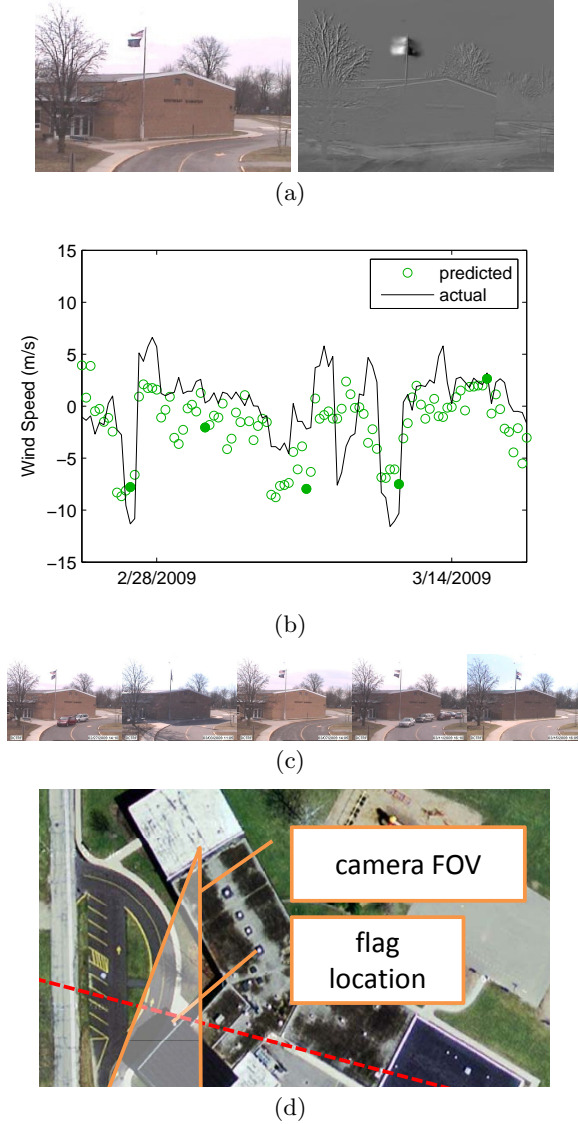 (a)
15
10
5
0
−5
−10
−15
Wind Speed (m/s)
predicted
actual
2/28/2009
3/14/2009
(b)
(c)
camera FOV
flag
location
(d)